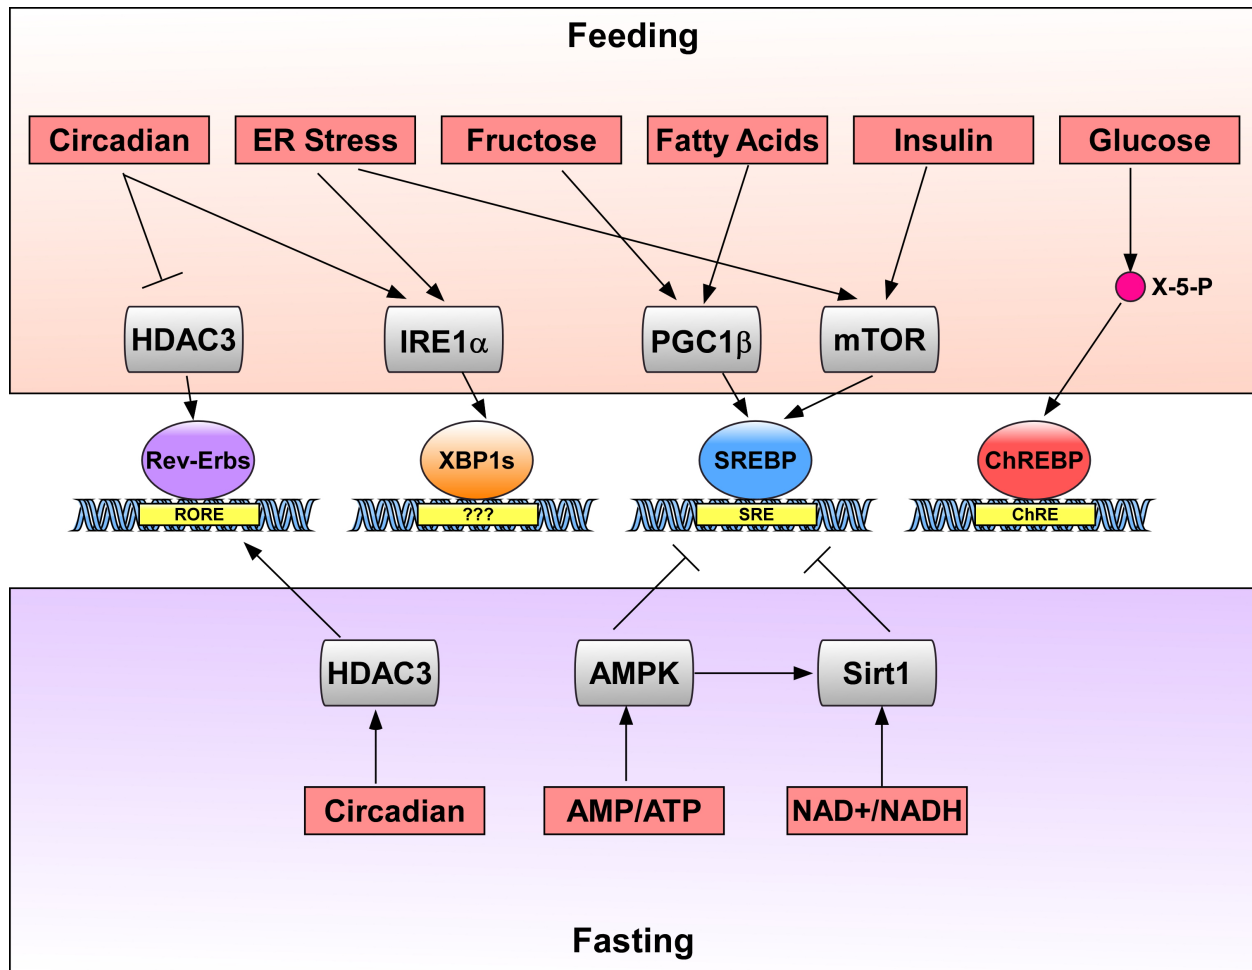 Feeding
Circadian
ER Stress
Fructose
Fatty Acids
Insulin
Glucose
X-5-P
HDAC3
IRE1α
PGC1β
mTOR
Rev-Erbs
XBP1s
SREBP
ChREBP
RORE
???
SRE
ChRE
HDAC3
AMPK
Sirt1
Circadian
AMP/ATP
NAD+/NADH
Fasting